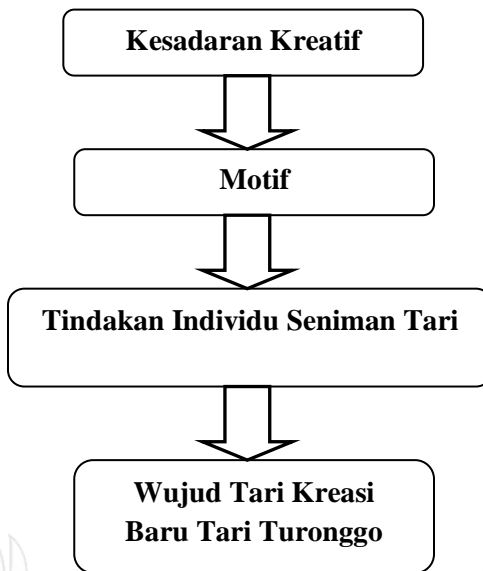 Kesadaran Kreatif
Motif
Tindakan Individu Seniman Tari
Wujud Tari Kreasi
Baru Tari Turonggo